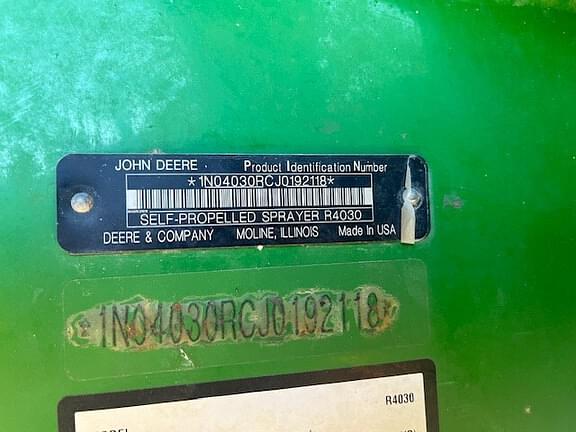 JOHN DEERE Product Identification Number
*1N04030RCJ0192118*
SELF-PROPELLED SPRAYER R4030
DEERE & COMPANY MOLINE, ILLINOIS Made In USA
*1N04030RCJ0192118*
R4030